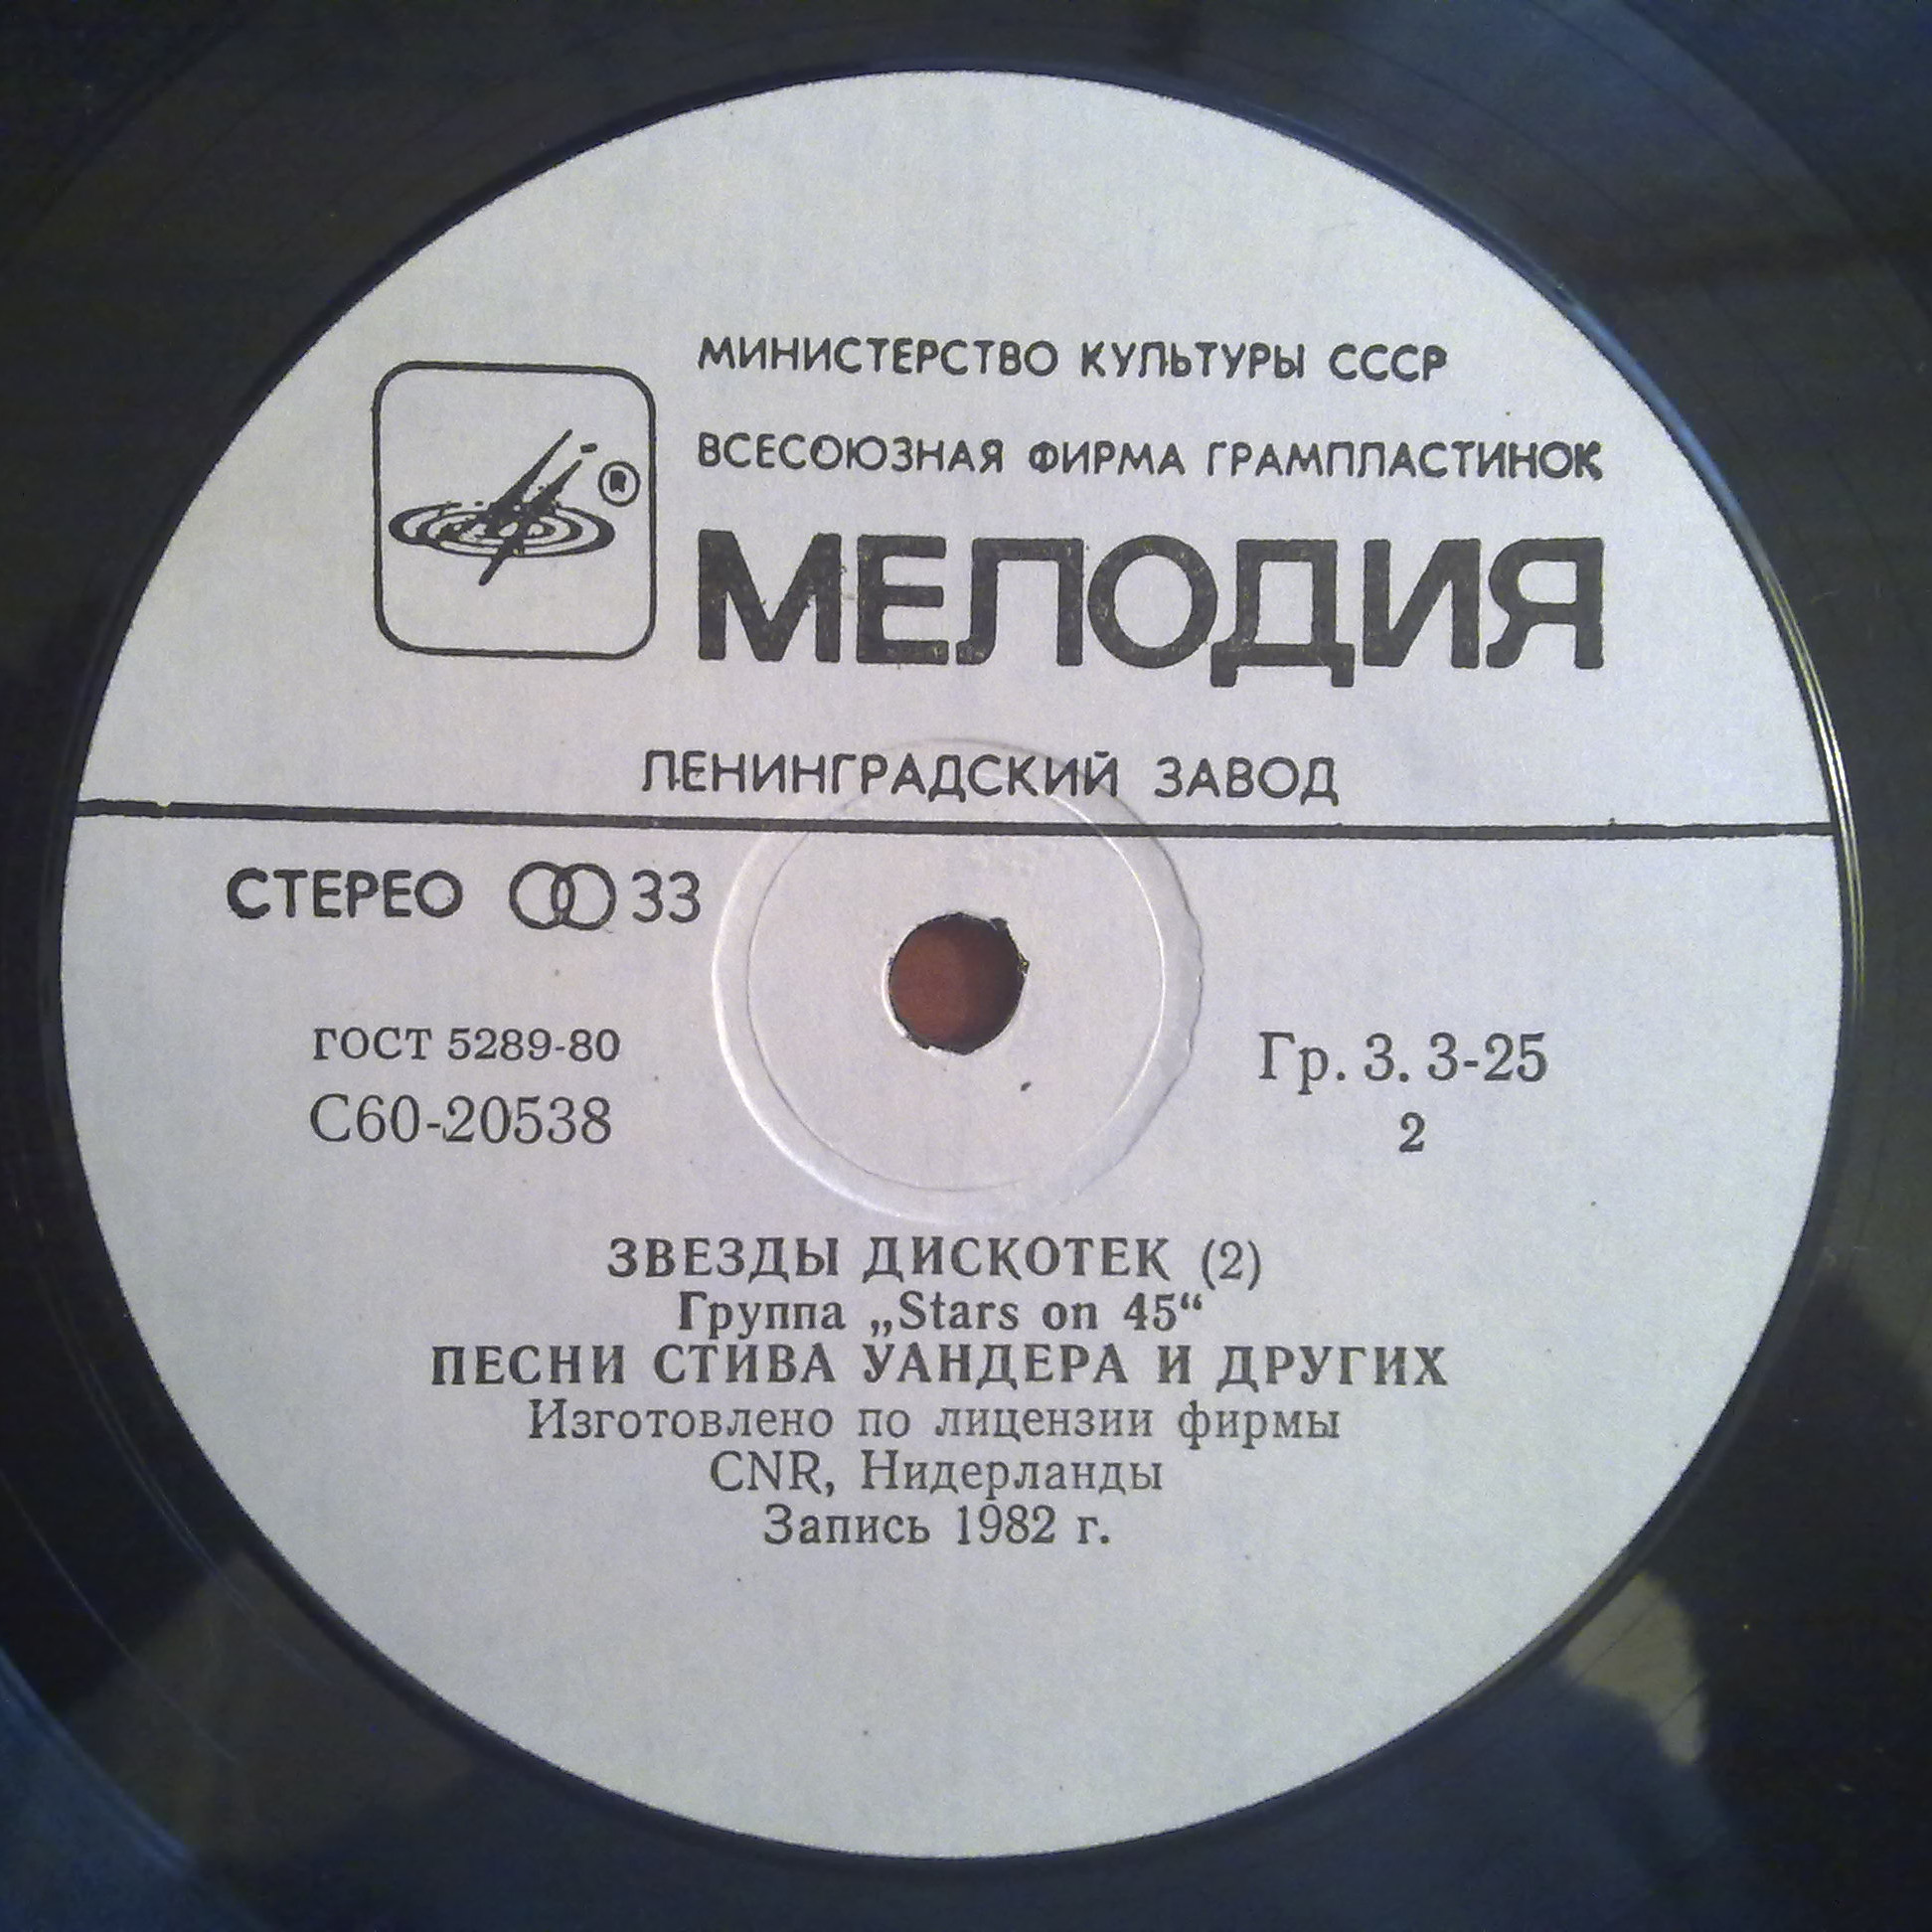 МИНИСТЕРСТВО КУЛЬТУРЫ СССР
ВСЕСОЮЗНАЯ ФИРМА ГРАМПЛАСТИНОК
®
МЕЛОДИЯ
ЛЕНИНГРАДСКИЙ ЗАВОД
СТЕРЕО 33
ГОСТ 5289-80
С60-20538
Гр. 3. 3-25
2
ЗВЕЗДЫ ДИСКОТЕК (2)
Группа „Stars on 45“
ПЕСНИ СТИВА УАНДЕРА И ДРУГИХ
Изготовлено по лицензии фирмы
CNR, Нидерланды
Запись 1982 г.